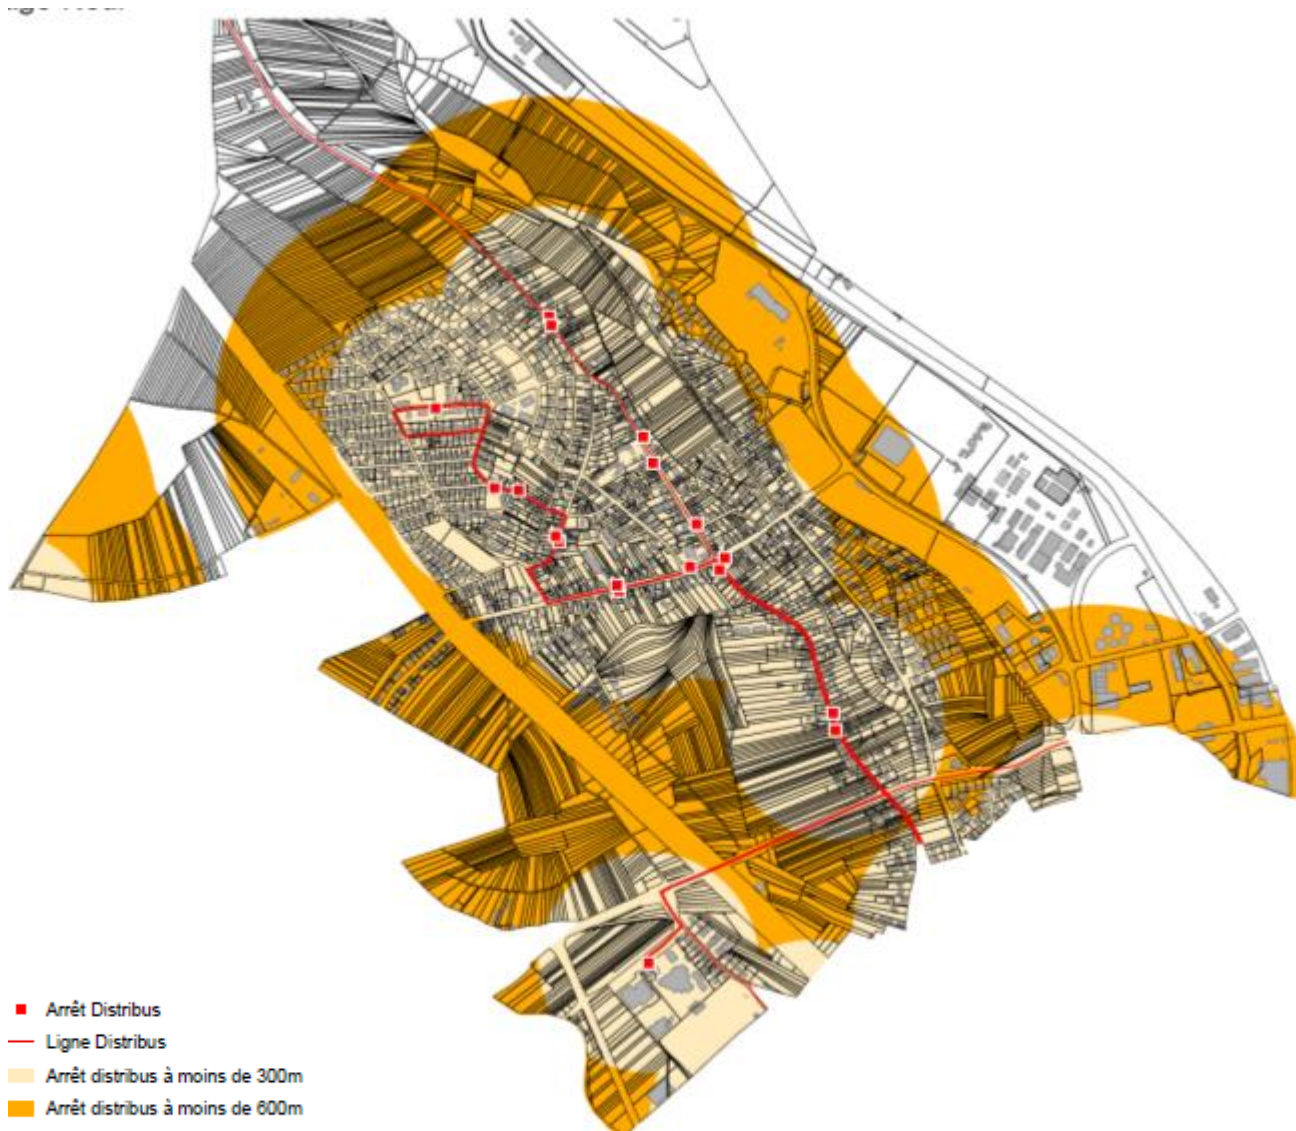 Arrêt Distribus
Ligne Distribus
Arrêt distribus à moins de 300m
Arrêt distribus à moins de 600m